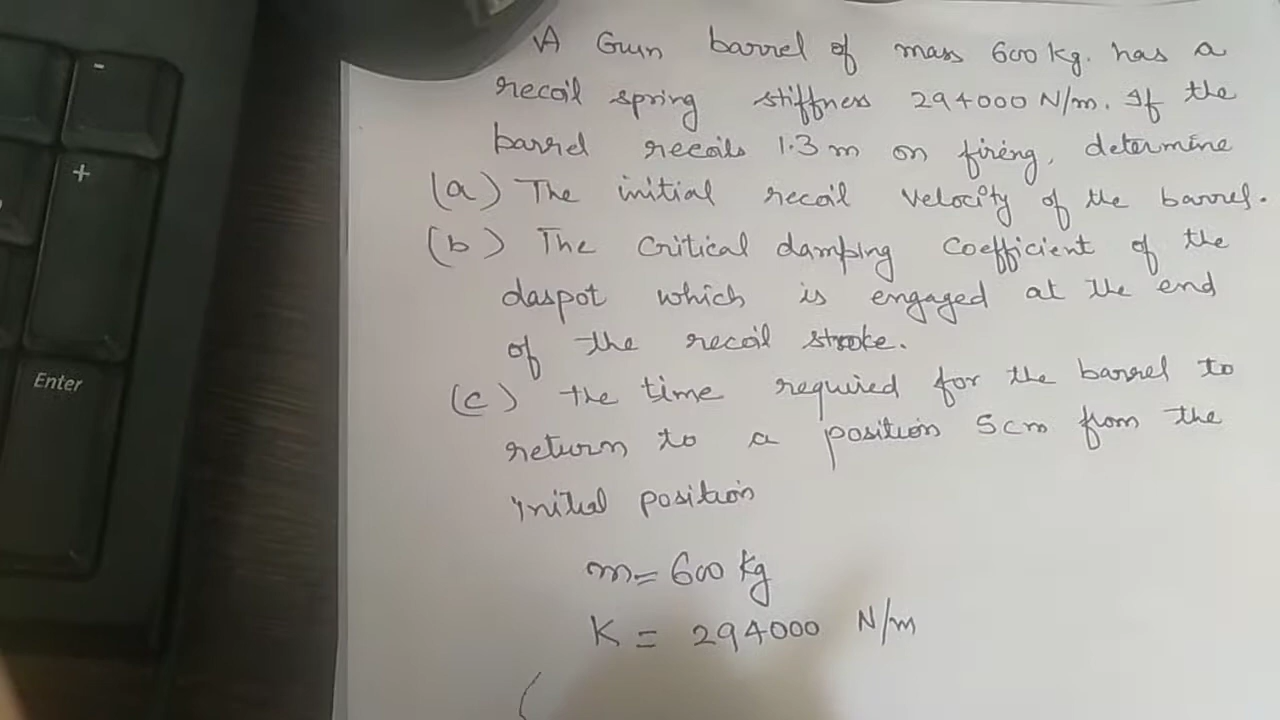 -
+
Enter
A Gun barrel of mass 600 kg. has a
recoil spring stiffness 294000 N/m. If the
barrel recoils 1.3 m on firing, determine
(a) The initial recoil velocity of the barrel.
(b) The critical damping coefficient of the
daspot which is engaged at the end
of the recoil stroke.
(c) the time required for the barrel to
return to a position 5cm from the
initial position
m = 600 kg
K = 294000 N/m
(